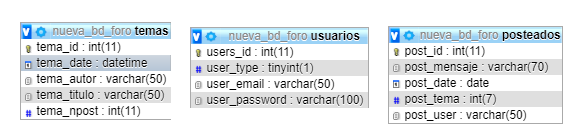 nueva_bd_foro temas
tema_id : int(11)
tema_date : datetime
tema_autor : varchar(50)
tema_titulo : varchar(50)
tema_npost : int(11)
nueva_bd_foro usuarios
users_id : int(11)
user_type : tinyint(1)
user_email : varchar(50)
user_password : varchar(100)
nueva_bd_foro posteados
post_id : int(11)
post_mensaje : varchar(70)
post_date : date
post_tema : int(7)
post_user : varchar(50)